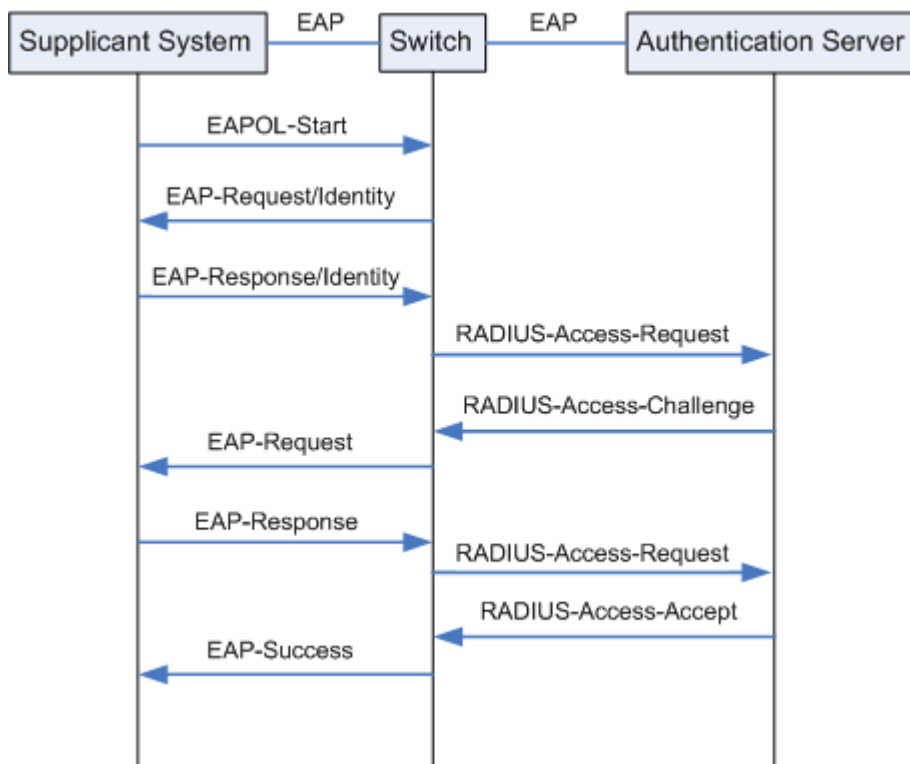 EAP
EAP
Supplicant System
Switch
Authentication Server
EAPOL-Start
EAP-Request/Identity
EAP-Response/Identity
RADIUS-Access-Request
RADIUS-Access-Challenge
EAP-Request
EAP-Response
RADIUS-Access-Request
RADIUS-Access-Accept
EAP-Success